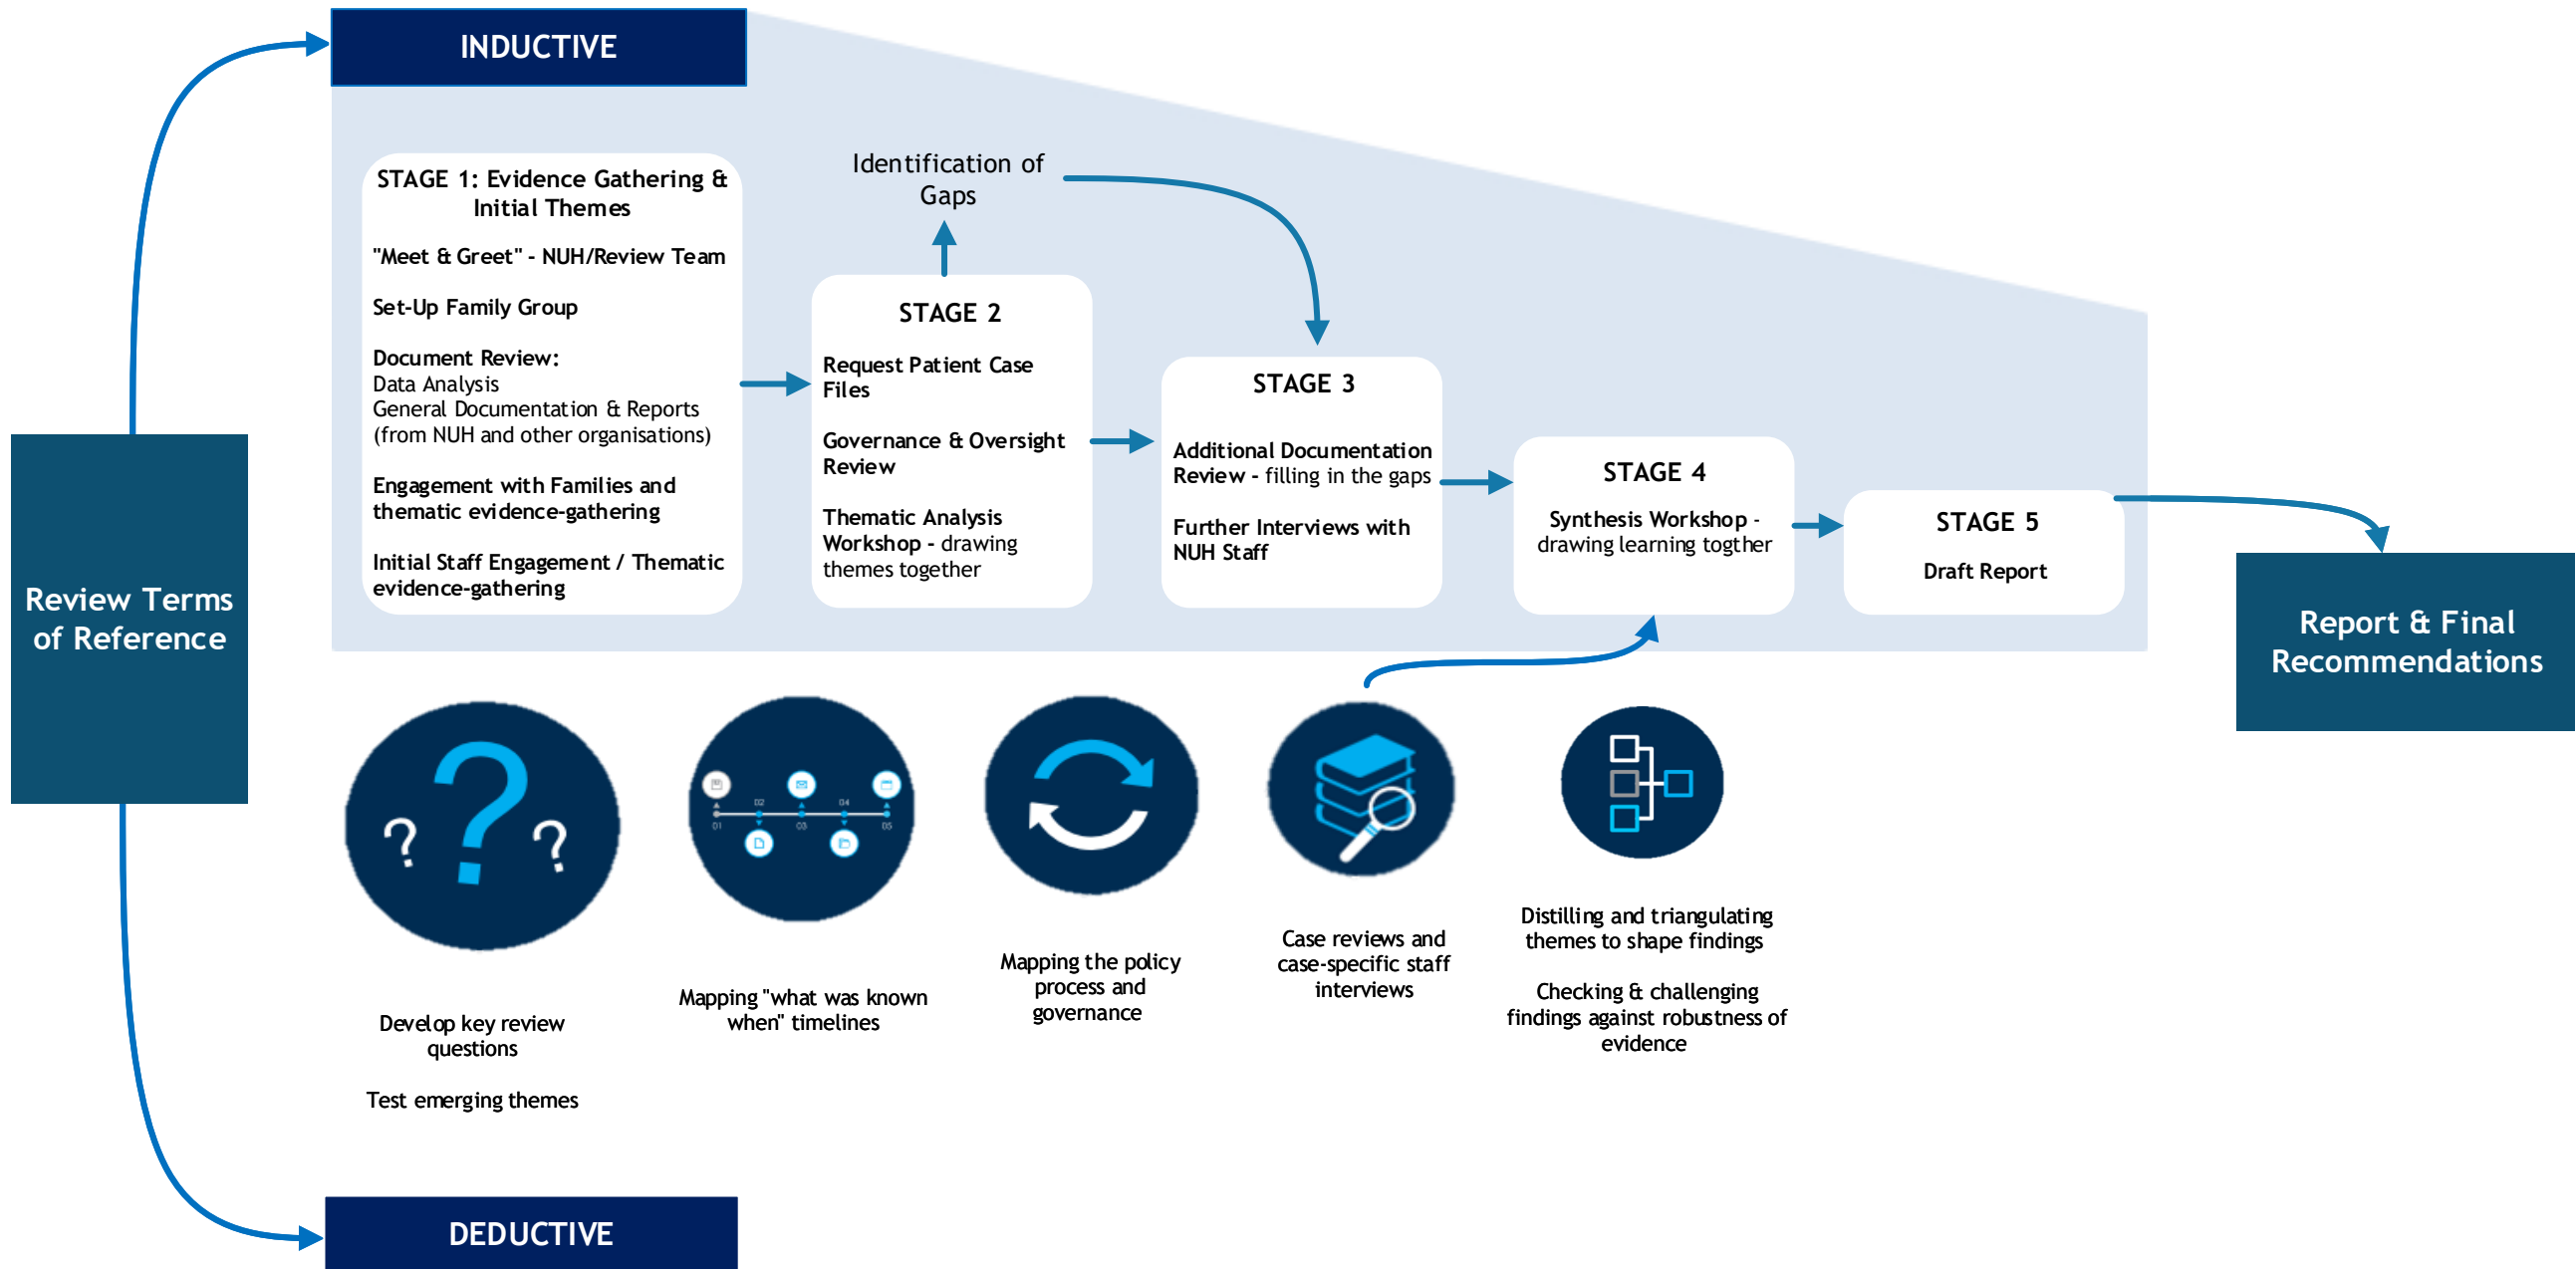 INDUCTIVE
STAGE 1: Evidence Gathering &
Initial Themes
"Meet & Greet" - NUH/Review Team
Set-Up Family Group
Document Review:
Data Analysis
General Documentation & Reports
(from NUH and other organisations)
Engagement with Families and
thematic evidence-gathering
Initial Staff Engagement / Thematic
evidence-gathering
Identification of
Gaps
STAGE 2
Request Patient Case
Files
Governance & Oversight
Review
Thematic Analysis
Workshop - drawing
themes together
STAGE 3
Additional Documentation
Review - filling in the gaps
Further Interviews with
NUH Staff
STAGE 4
Synthesis Workshop -
drawing learning togther
STAGE 5
Draft Report
Review Terms
of Reference
Report & Final
Recommendations
? ? ?
01
02
03
04
05
Develop key review
questions
Test emerging themes
Mapping "what was known
when" timelines
Mapping the policy
process and
governance
Case reviews and
case-specific staff
interviews
Distilling and triangulating
themes to shape findings
Checking & challenging
findings against robustness of
evidence
DEDUCTIVE